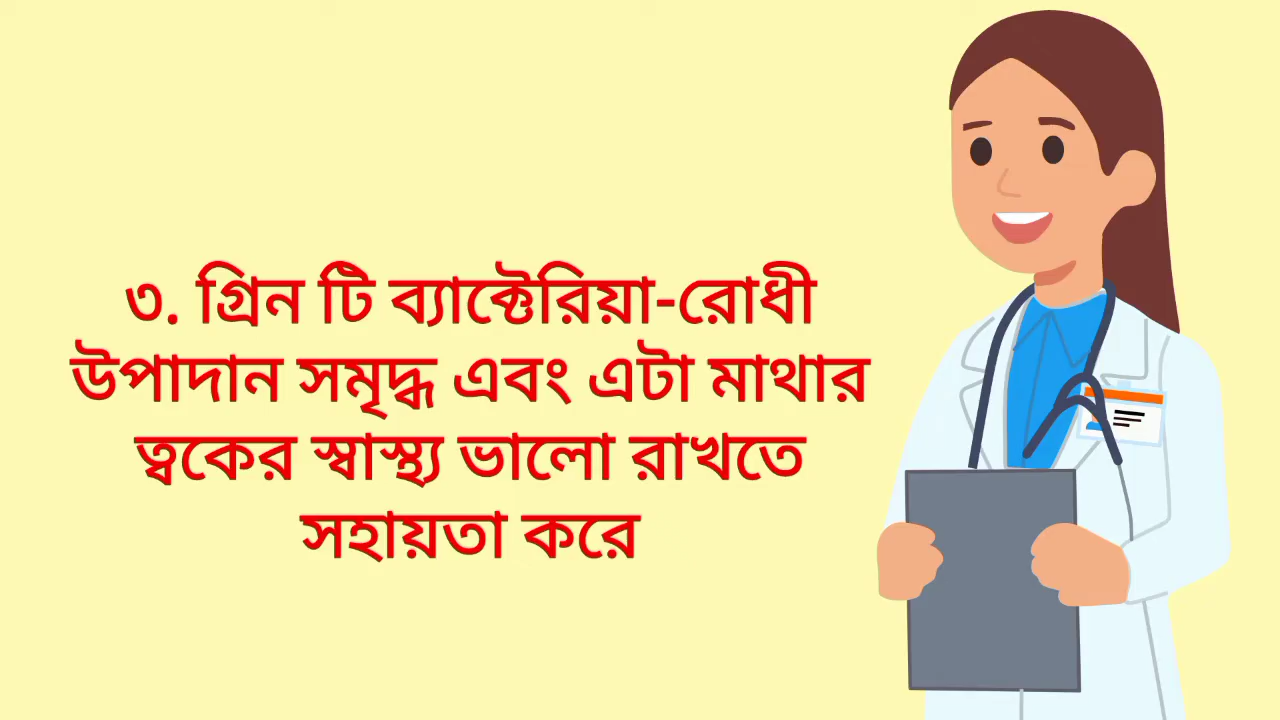 ৩. গ্রিন টি ব্যাক্টেরিয়া-রোধী
উপাদান সমৃদ্ধ এবং এটা মাথার
ত্বকের স্বাস্থ্য ভালো রাখতে
সহায়তা করে